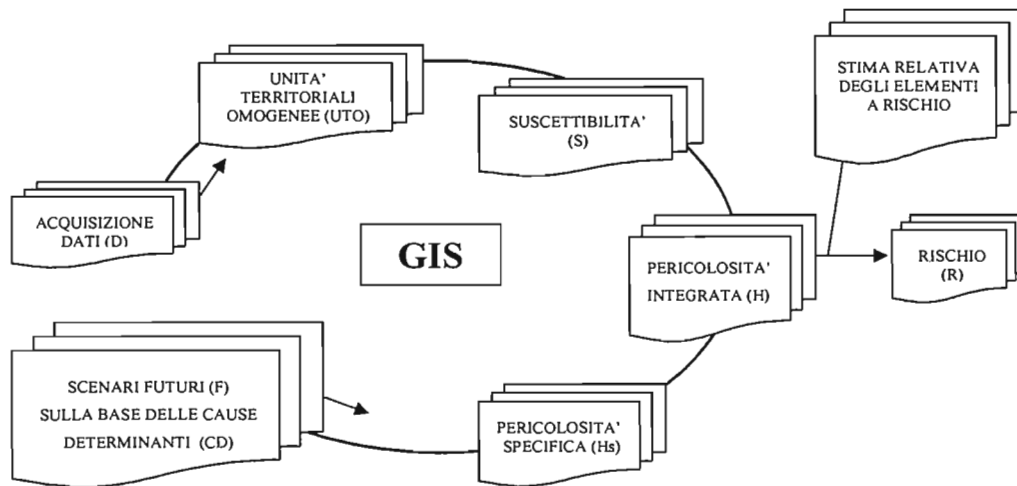 UNITA'
TERRITORIALI
OMOGENEE (UTO)
STIMA RELATIVA
DEGLI ELEMENTI
A RISCHIO
SUSCETTIBILITA'
(S)
ACQUISIZIONE
DATI (D)
GIS
PERICOLOSITA'
INTEGRATA (H)
RISCHIO
(R)
SCENARI FUTURI (F)
SULLA BASE DELLE CAUSE
DETERMINANTI (CD)
PERICOLOSITA'
SPECIFICA (Hs)